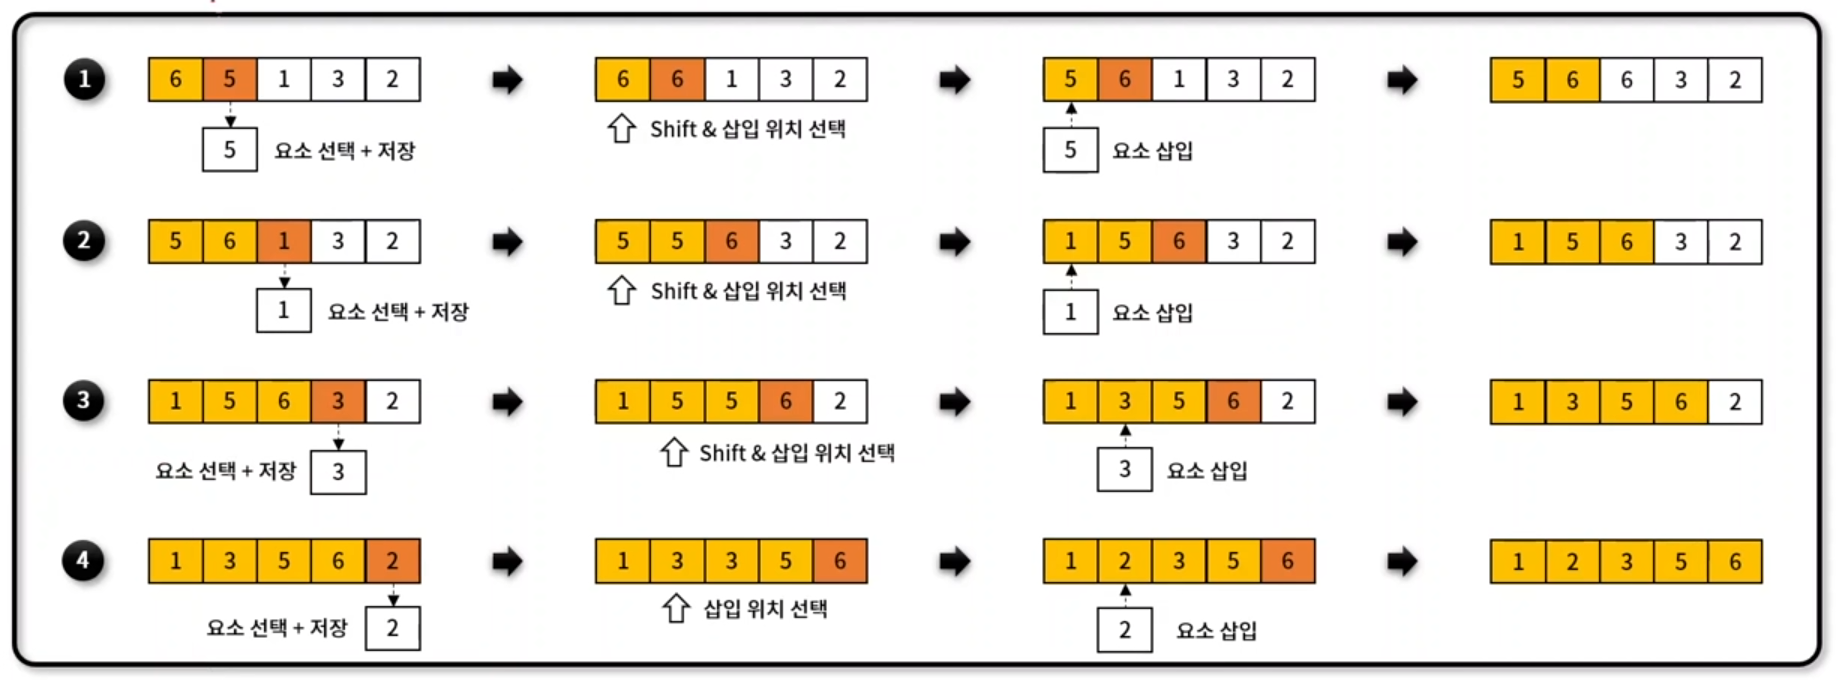 1 6 5 1 3 2 6 6 1 3 2 5 6 1 3 2 5 6 6 3 2
5 요소 선택 + 저장 Shift & 삽입 위치 선택 5 요소 삽입
2 5 6 1 3 2 5 5 6 3 2 1 5 6 3 2 1 5 6 3 2
1 요소 선택 + 저장 Shift & 삽입 위치 선택 1 요소 삽입
3 1 5 6 3 2 1 5 5 6 2 1 3 5 6 2 1 3 5 6 2
요소 선택 + 저장 3 Shift & 삽입 위치 선택 3 요소 삽입
4 1 3 5 6 2 1 3 3 5 6 1 2 3 5 6 1 2 3 5 6
요소 선택 + 저장 2 삽입 위치 선택 2 요소 삽입